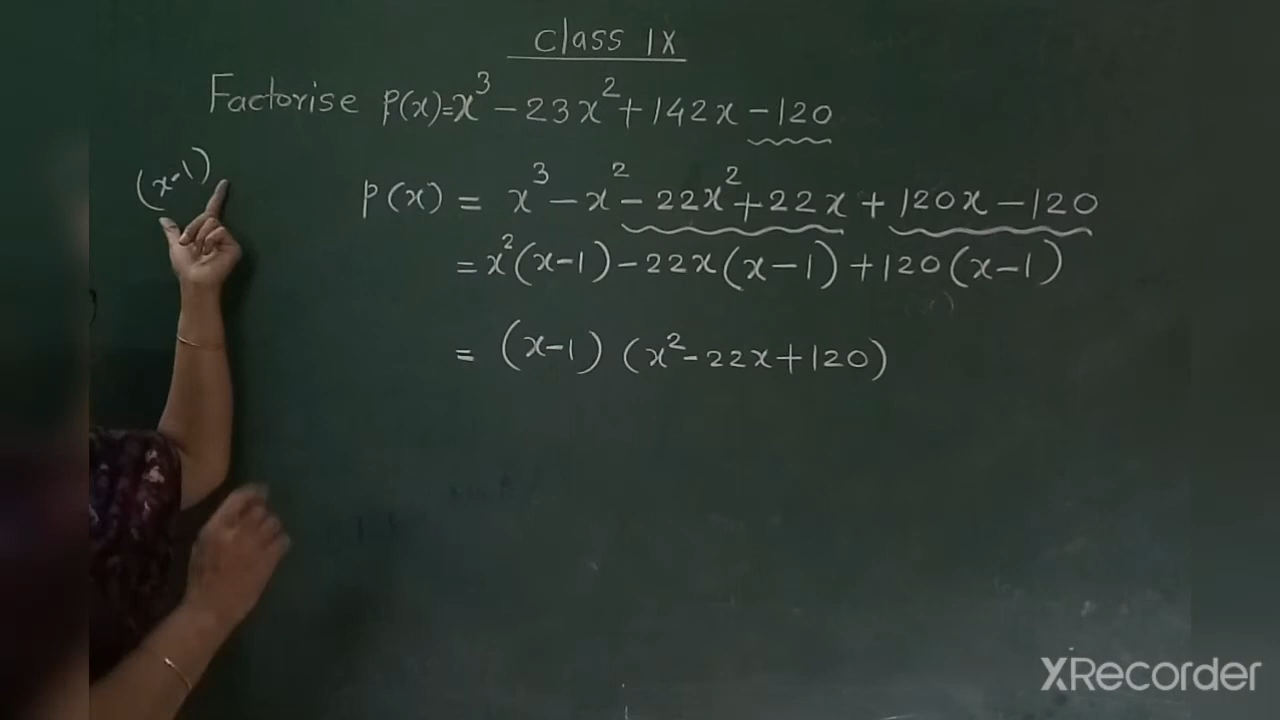 Class IX
Factorise p(x)=x³-23x²+142x-120
(x-1)
p(x) = x³-x²-22x²+22x+120x-120
=x²(x-1)-22x(x-1)+120(x-1)
= (x-1) (x²-22x+120)
XRecorder